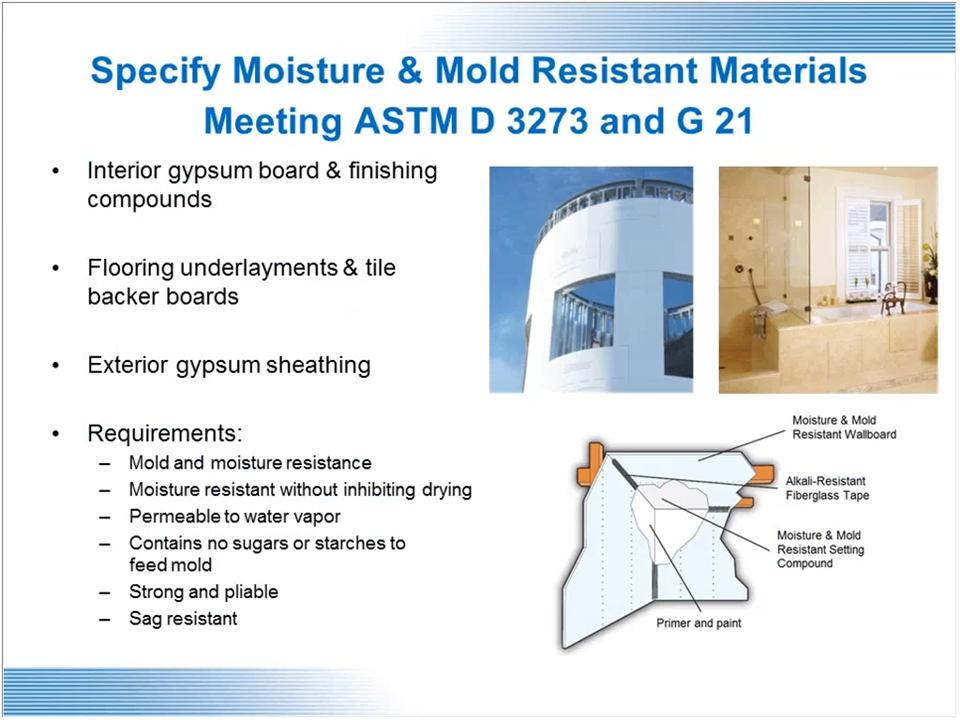 Specify Moisture & Mold Resistant Materials
Meeting ASTM D 3273 and G 21
• Interior gypsum board & finishing
compounds
• Flooring underlayments & tile
backer boards
• Exterior gypsum sheathing
• Requirements:
– Mold and moisture resistance
– Moisture resistant without inhibiting drying
– Permeable to water vapor
– Contains no sugars or starches to
feed mold
– Strong and pliable
– Sag resistant
Moisture & Mold
Resistant Wallboard
Alkali-Resistant
Fiberglass Tape
Moisture & Mold
Resistant Setting
Compound
Primer and paint